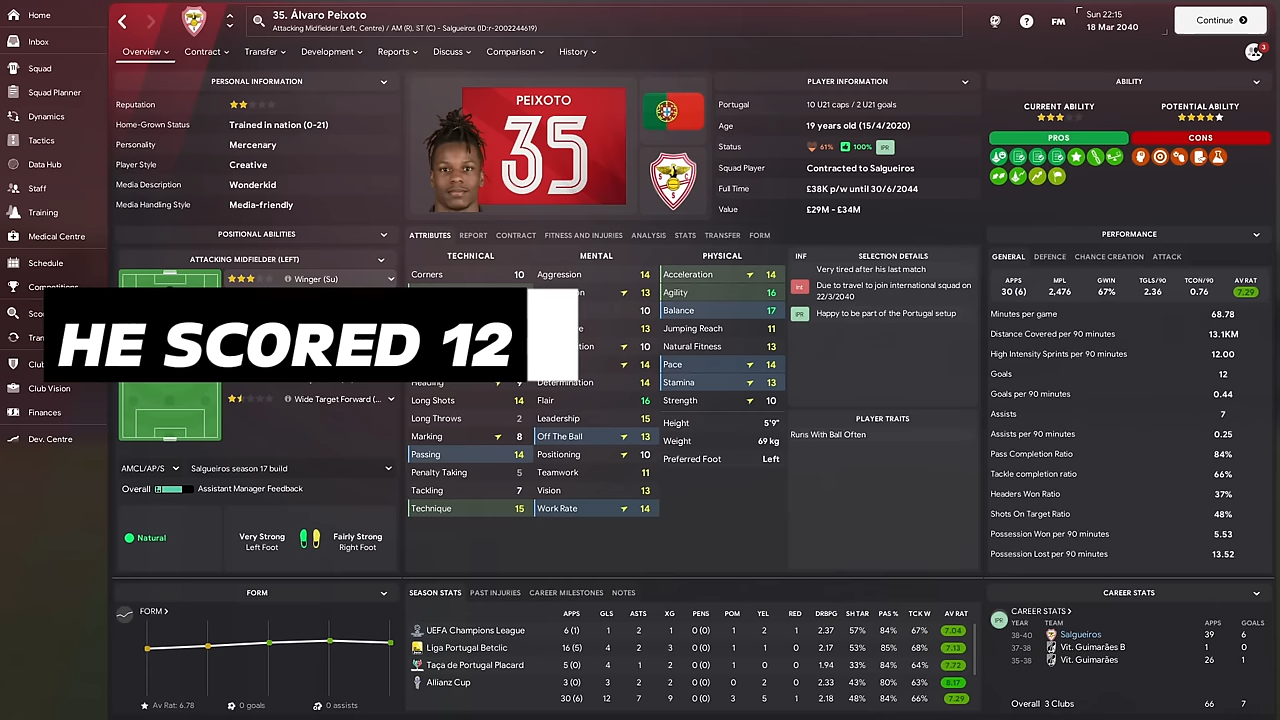 35. Álvaro Peixoto
Attacking Midfielder (Left, Centre) / AM (R), ST (C) - Salgueiros (ID:r-2002244619)
FM
Sun 22:15
18 Mar 2040
Continue
Home
Inbox
Squad
Squad Planner
Dynamics
Tactics
Data Hub
Staff
Training
Medical Centre
Schedule
Club Vision
Finances
Dev. Centre
Overview
Contract
Transfer
Development
Reports
Discuss
Comparison
History
3
PERSONAL INFORMATION
Reputation
Home-Grown Status Trained in nation (0-21)
Personality Mercenary
Player Style Creative
Media Description Wonderkid
Media Handling Style Media-friendly
PEIXOTO
35
PLAYER INFORMATION
Portugal 10 U21 caps / 2 U21 goals
Age 19 years old (15/4/2020)
Status 61% 100% IPR
Squad Player Contracted to Salgueiros
Full Time £38K p/w until 30/6/2044
Value £29M - £34M
ABILITY
CURRENT ABILITY
POTENTIAL ABILITY
PROS
CONS
POSITIONAL ABILITIES
ATTACKING MIDFIELDER (LEFT)
Winger (Su)
HE SCORED 12
Wide Target Forward (...
AMCL/AP/S Salgueiros season 17 build
Overall Assistant Manager Feedback
Natural
Very Strong
Left Foot
Fairly Strong
Right Foot
ATTRIBUTES REPORT CONTRACT FITNESS AND INJURIES ANALYSIS STATS TRANSFER FORM
TECHNICAL
Corners 10
Heading 9
Long Shots 14
Long Throws 2
Marking 8
Passing 14
Penalty Taking 5
Tackling 7
Technique 15
MENTAL
Aggression 14
13
10
13
10
14
Determination 14
Flair 16
Leadership 15
Off The Ball 13
Positioning 10
Teamwork 11
Vision 13
Work Rate 14
PHYSICAL
Acceleration 14
Agility 16
Balance 17
Jumping Reach 11
Natural Fitness 13
Pace 14
Stamina 13
Strength 10
Height 5'9"
Weight 69 kg
Preferred Foot Left
INF SELECTION DETAILS
Very tired after his last match
Int Due to travel to join international squad on
22/3/2040
IPR Happy to be part of the Portugal setup
PLAYER TRAITS
Runs With Ball Often
PERFORMANCE
GENERAL DEFENCE CHANCE CREATION ATTACK
APPS MPL GWIN TGLS/90 TCON/90 AV RAT
30 (6) 2,476 67% 2.36 0.76 7.29
Minutes per game 68.78
Distance Covered per 90 minutes 13.1KM
High Intensity Sprints per 90 minutes 12.00
Goals 12
Goals per 90 minutes 0.44
Assists 7
Assists per 90 minutes 0.25
Pass Completion Ratio 84%
Tackle completion ratio 66%
Headers Won Ratio 37%
Shots On Target Ratio 48%
Possession Won per 90 minutes 5.53
Possession Lost per 90 minutes 13.52
FORM
FORM >
Av Rat: 6.78 0 goals 0 assists
SEASON STATS PAST INJURIES CAREER MILESTONES NOTES
APPS GLS ASTS XG PENS POM YEL RED DRBPG SH TAR PAS % TCK W AV RAT
UEFA Champions League 6 (1) 1 2 1 0 (0) 1 2 1 2.37 57% 84% 67% 7.04
Liga Portugal Betclic 16 (5) 4 2 3 0 (0) 1 1 0 2.17 53% 85% 68% 7.13
Taça de Portugal Placard 5 (0) 4 1 2 0 (0) 1 0 0 1.94 33% 84% 64% 7.72
Allianz Cup 3 (0) 3 2 2 0 (0) 0 2 0 2.33 43% 80% 63% 8.17
30 (6) 12 7 9 0 (0) 3 5 1 2.18 48% 84% 66% 7.29
CAREER STATS
IPR
CAREER STATS >
YEAR TEAM APPS GOALS
38-40 Salgueiros 39 6
37-38 Vit. Guimarães B 1 0
35-38 Vit. Guimarães 26 1
Overall 3 Clubs 66 7